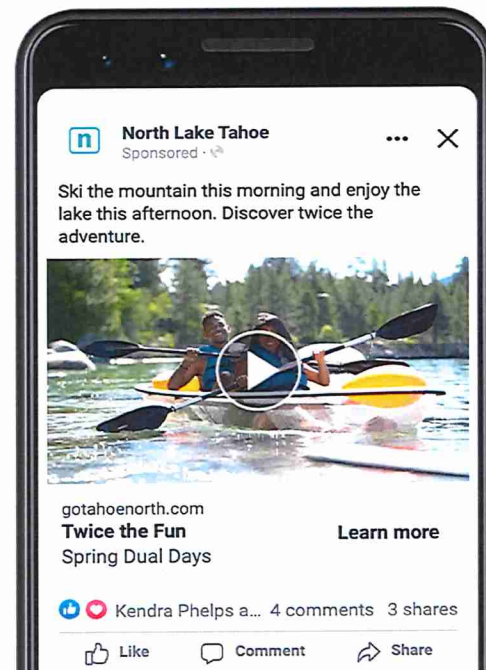 n
North Lake Tahoe
Sponsored ·
Ski the mountain this morning and enjoy the
lake this afternoon. Discover twice the
adventure.
gotahoenorth.com
Twice the Fun
Learn more
Spring Dual Days
Kendra Phelps a... 4 comments 3 shares
Like Comment Share